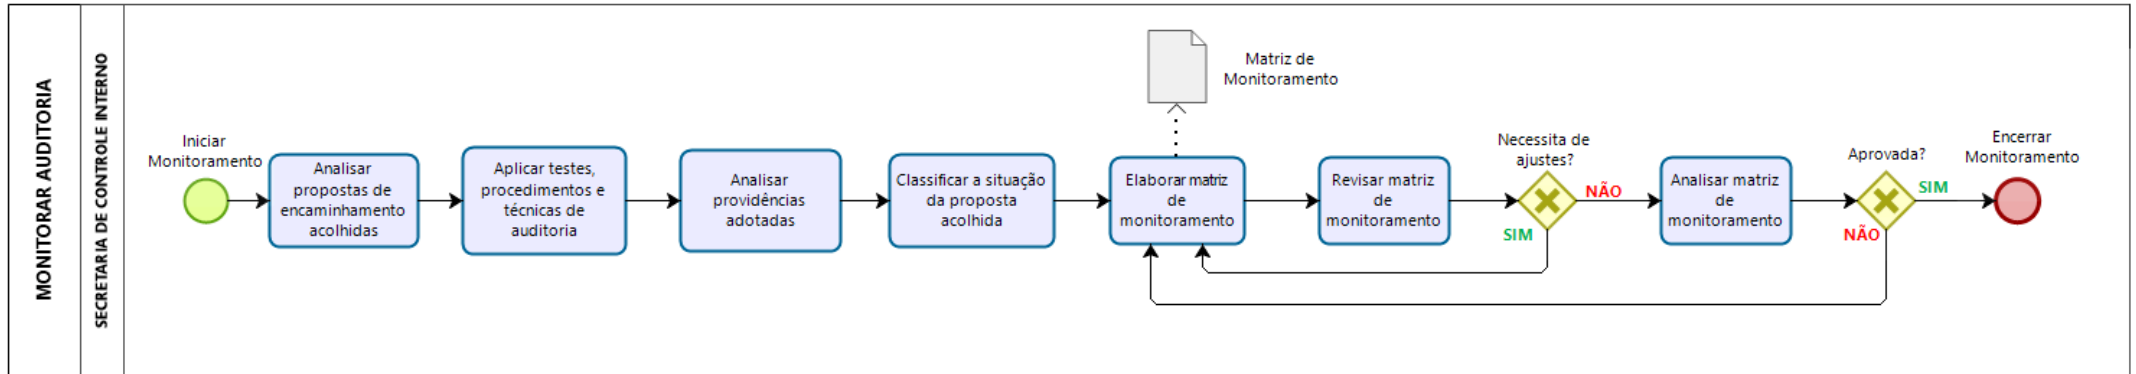 MONITORAR AUDITORIA
SECRETARIA DE CONTROLE INTERNO
Iniciar
Monitoramento
Analisar
propostas de
encaminhamento
acolhidas
Aplicar testes,
procedimentos e
técnicas de
auditoria
Analisar
providências
adotadas
Classificar a situação
da proposta
acolhida
Elaborar matriz
de
monitoramento
Matriz de
Monitoramento
Revisar matriz
de
monitoramento
Necessita de
ajustes?
NÃO
SIM
Analisar matriz
de
monitoramento
Aprovada?
SIM
NÃO
Encerrar
Monitoramento